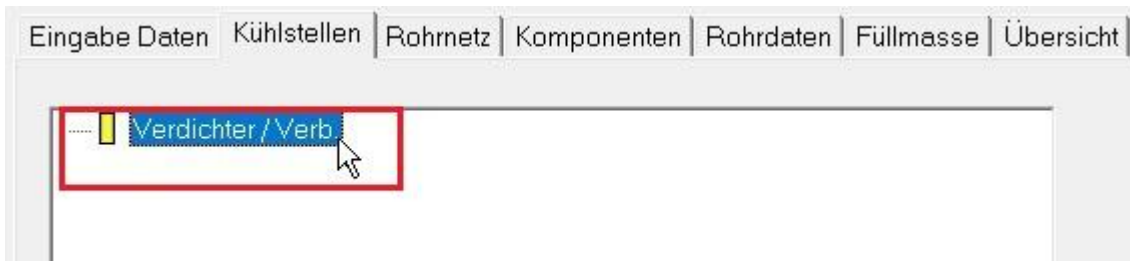 Eingabe Daten Kühlstellen Rohrnetz Komponenten Rohrdaten Füllmasse Übersicht
Verdichter / Verb.